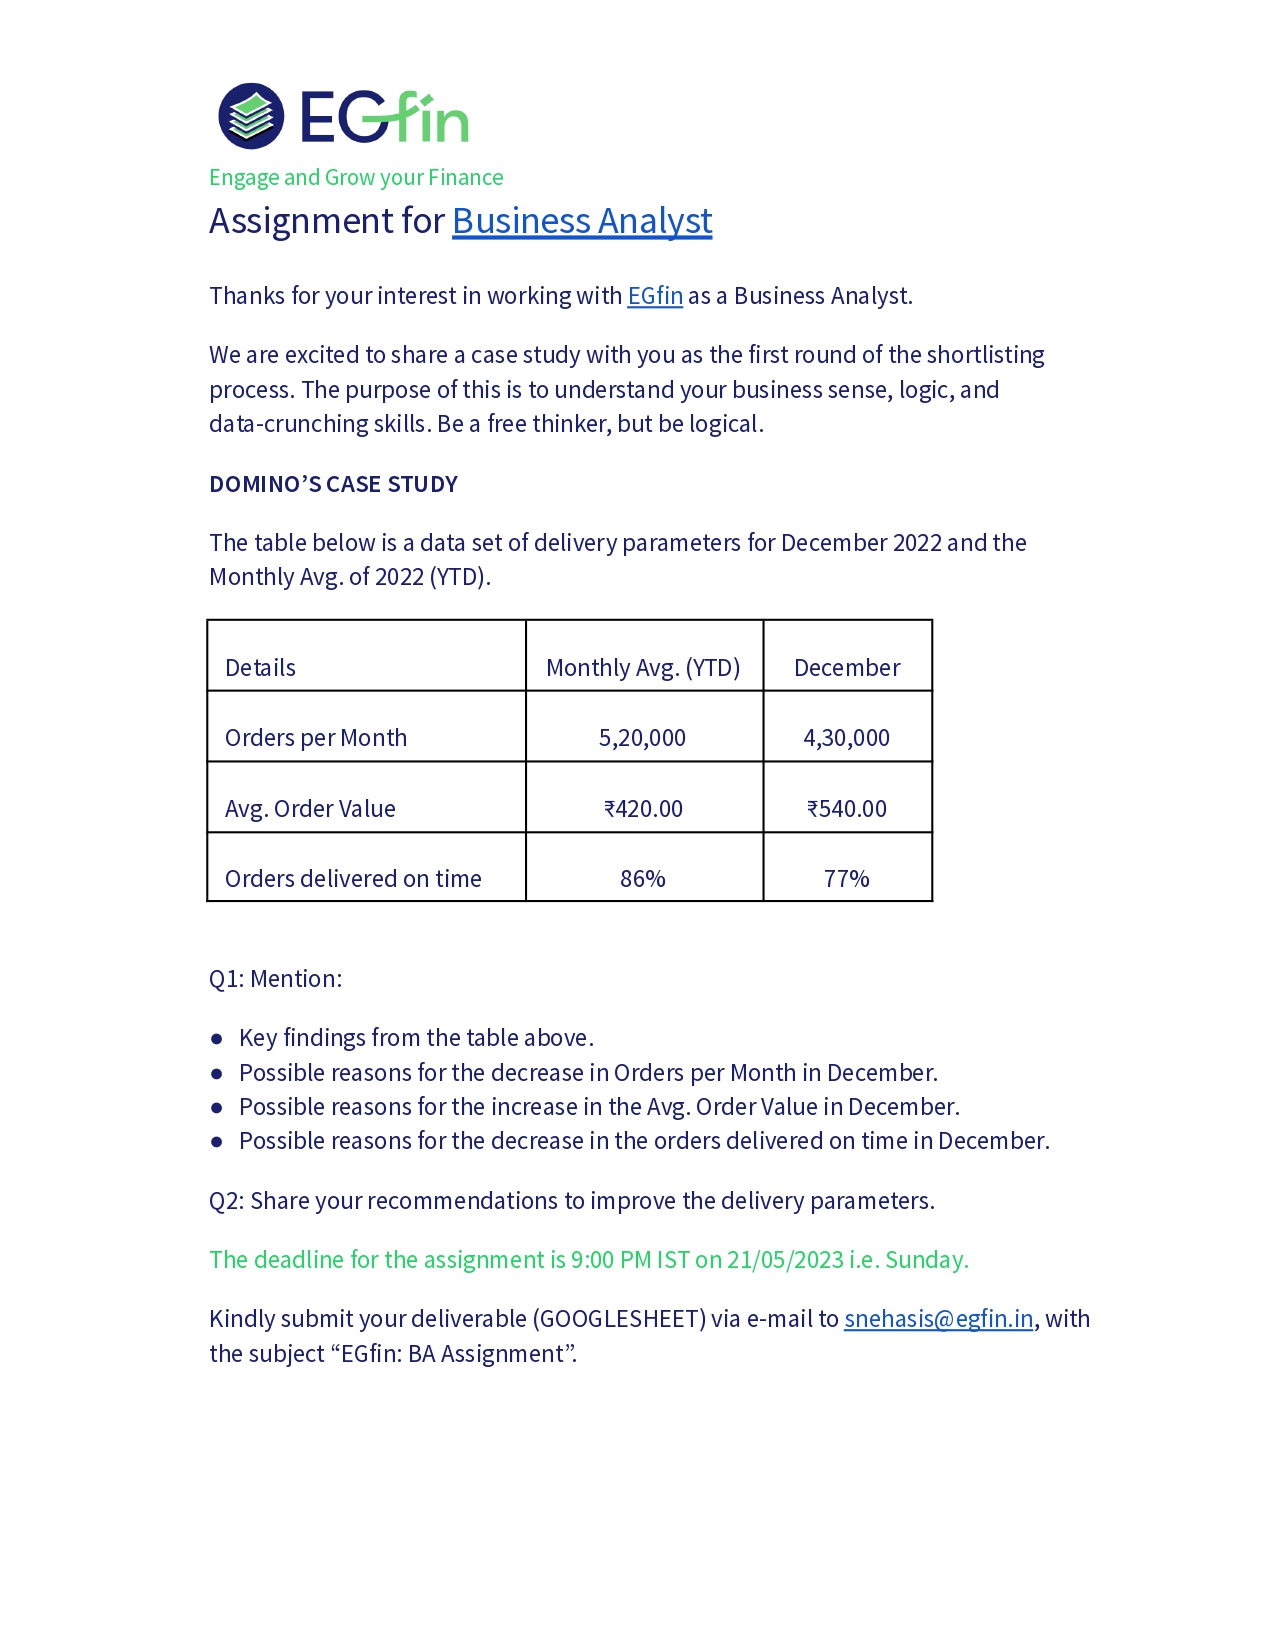 EGfin
Engage and Grow your Finance
Assignment for Business Analyst
Thanks for your interest in working with EGfin as a Business Analyst.
We are excited to share a case study with you as the first round of the shortlisting
process. The purpose of this is to understand your business sense, logic, and
data-crunching skills. Be a free thinker, but be logical.
DOMINO’S CASE STUDY
The table below is a data set of delivery parameters for December 2022 and the
Monthly Avg. of 2022 (YTD).
Details Monthly Avg. (YTD) December
Orders per Month 5,20,000 4,30,000
Avg. Order Value ₹420.00 ₹540.00
Orders delivered on time 86% 77%
Q1: Mention:
● Key findings from the table above.
● Possible reasons for the decrease in Orders per Month in December.
● Possible reasons for the increase in the Avg. Order Value in December.
● Possible reasons for the decrease in the orders delivered on time in December.
Q2: Share your recommendations to improve the delivery parameters.
The deadline for the assignment is 9:00 PM IST on 21/05/2023 i.e. Sunday.
Kindly submit your deliverable (GOOGLESHEET) via e-mail to snehasis@egfin.in, with
the subject “EGfin: BA Assignment”.